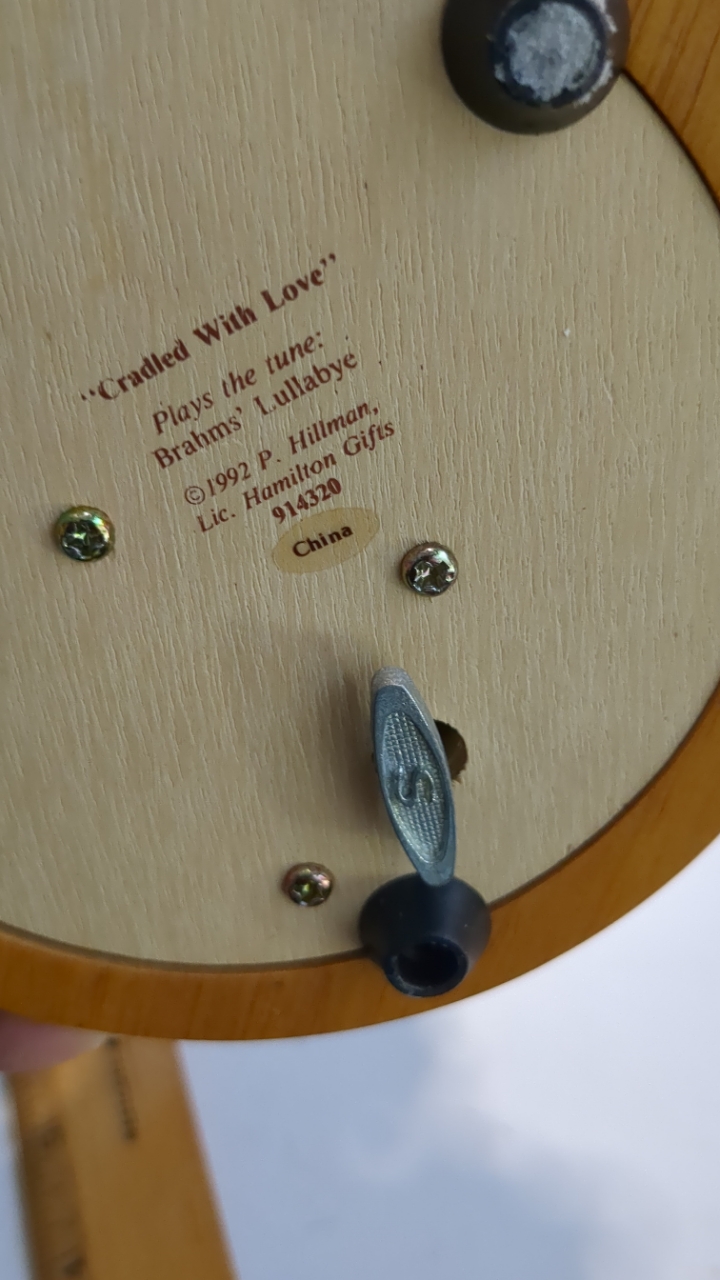 "Cradled With Love"
Plays the tune:
Brahms' Lullabye
©1992 P. Hillman,
Lic. Hamilton Gifts
914320
China
S